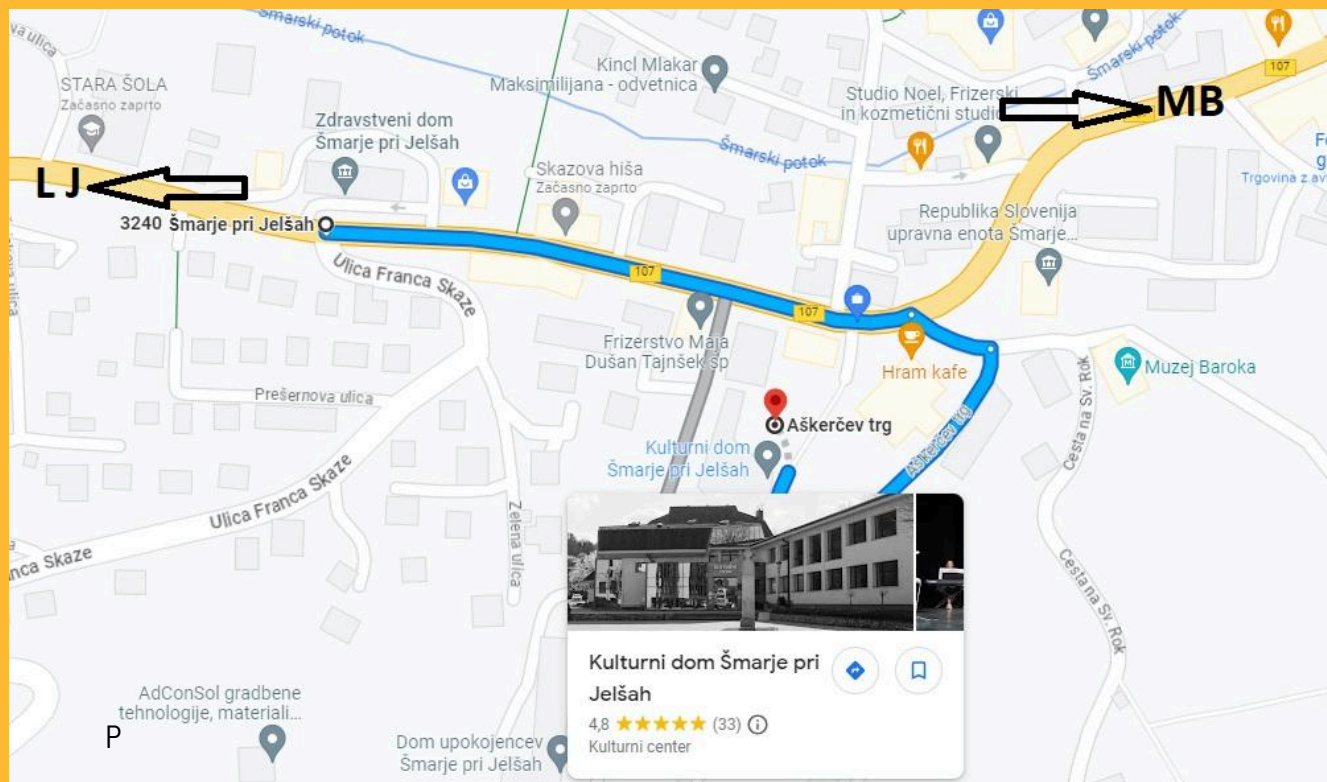 Šmarski potok
va ulica
STARA ŠOLA
Začasno zaprto
Zdravstveni dom
Šmarje pri Jelšah
Kincl Mlakar
Maksimilijana - odvetnica
Studio Noel, Frizerski
in kozmetični studi
Šmarski potok
107
MB
Šmarski potok
Skazova hiša
Začasno zaprto
L J
3240 Šmarje pri Jelšah
Trgovina z av
Republika Slovenija
upravna enota Šmarje...
Ulica Franca Skaze
107
107
Frizerstvo Maja
Dušan Tajnšek sp
Hram kafe
Muzej Baroka
Prešernova ulica
Aškerčev trg
Kulturni dom
Šmarje pri Jelšah
Aškerčev trg
Cesta na Sv. Rok
Ulica Franca Skaze
Zelena ulica
nca Skaze
Cesta na Sv. Rok
Kulturni dom Šmarje pri
Jelšah
4,8 (33)
Kulturni center
AdConSol gradbene
tehnologije, materiali...
P
Dom upokojencev
Šmarje pri Jelšah